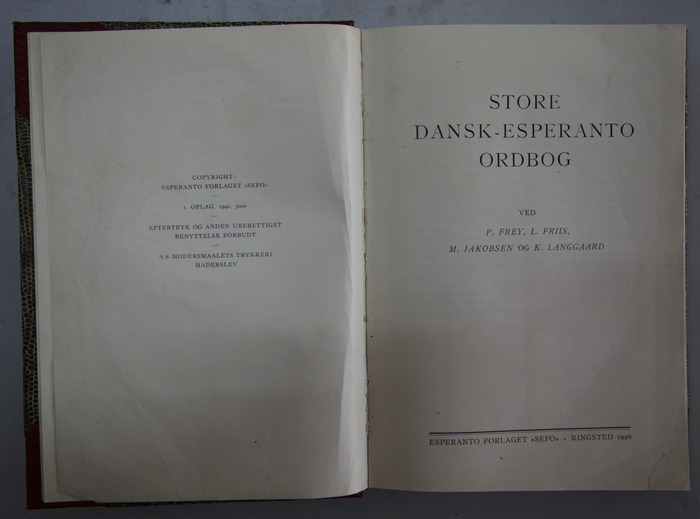 COPYRIGHT:
ESPERANTO FORLAGET »SEFO«
1. OPLAG. 1940. 5000
EFTERTRYK OG ANDEN UBERETTIGET
BENYTTELSE FORBUDT
A/S MODERSMAALETS TRYKKERI
HADERSLEV
STORE
DANSK-ESPERANTO
ORDBOG
VED
P. FREY, L. FRIIS,
M. JAKOBSEN OG K. LANGGAARD
ESPERANTO FORLAGET »SEFO« - RINGSTED 1940